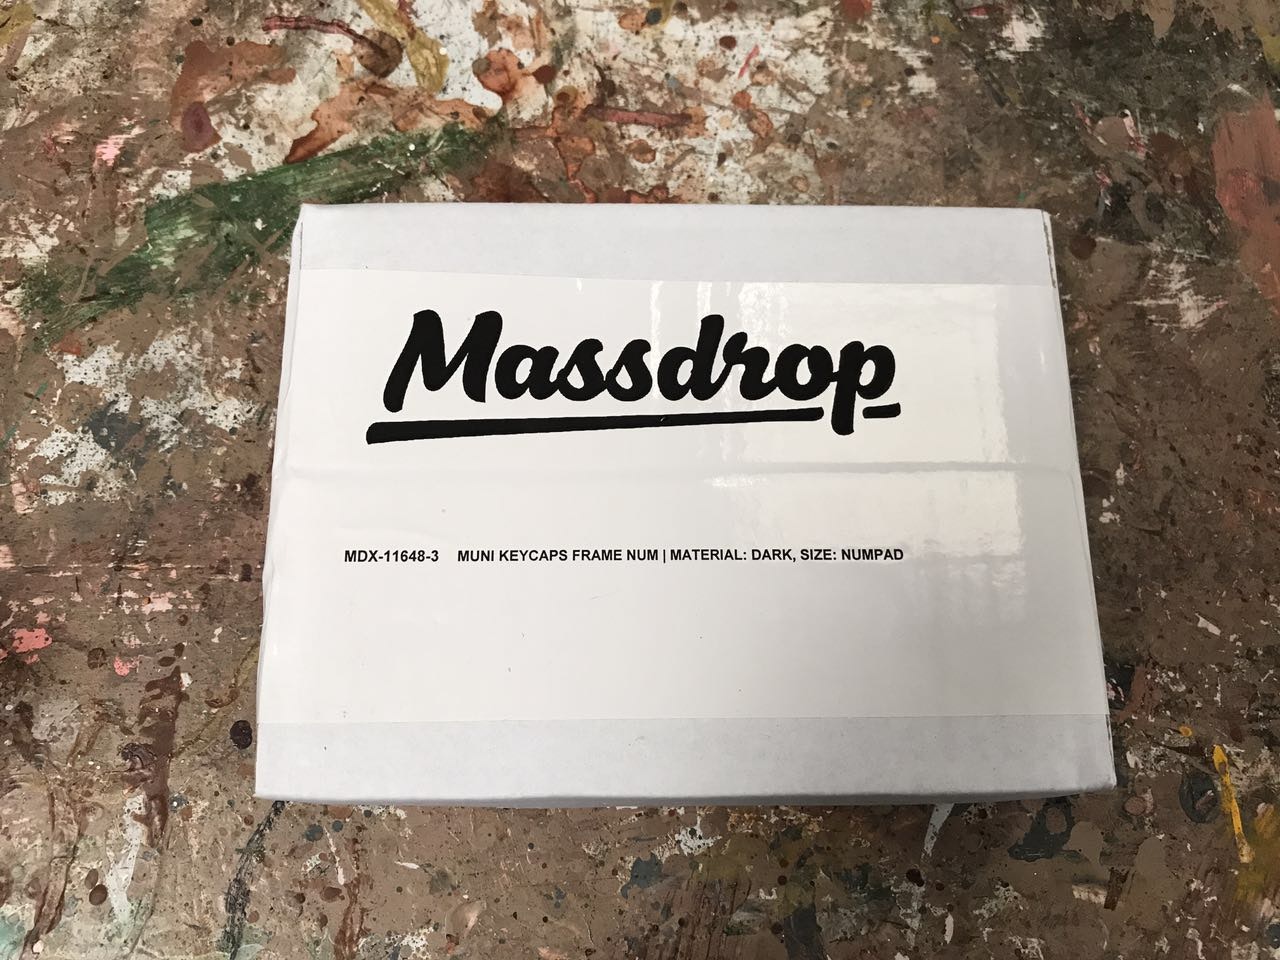 Massdrop
MDX-11648-3 MUNI KEYCAPS FRAME NUM | MATERIAL: DARK, SIZE: NUMPAD